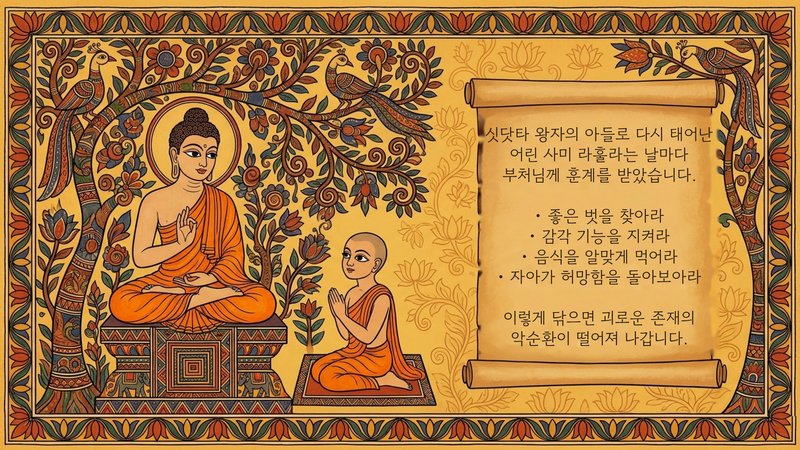 싯닷타 왕자의 아들로 다시 태어난
어린 사미 라훌라는 날마다
부처님께 훈계를 받았습니다.
• 좋은 벗을 찾아라
• 감각 기능을 지켜라
• 음식을 알맞게 먹어라
• 자아가 허망함을 돌아보아라
이렇게 닦으면 괴로운 존재의
악순환이 떨어져 나갑니다.